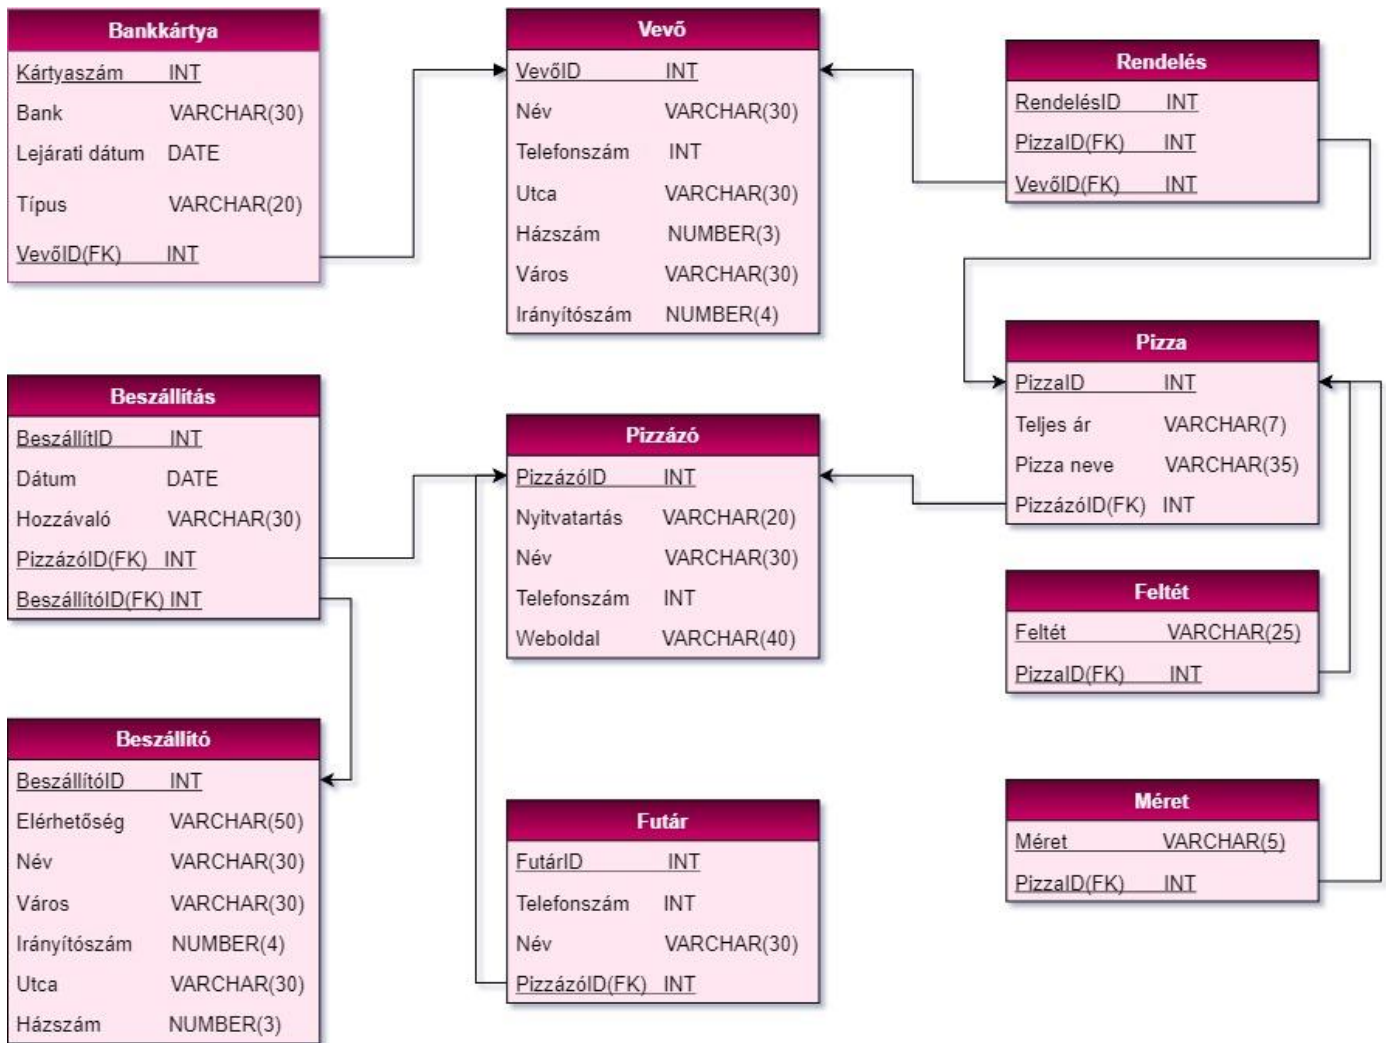 Bankkártya
Kártyaszám INT
Bank VARCHAR(30)
Lejárati dátum DATE
Típus VARCHAR(20)
VevőID(FK) INT
Vevő
VevőID INT
Név VARCHAR(30)
Telefonszám INT
Utca VARCHAR(30)
Házszám NUMBER(3)
Város VARCHAR(30)
Irányítószám NUMBER(4)
Rendelés
RendelésID INT
PizzaID(FK) INT
VevőID(FK) INT
Beszállítás
BeszállítID INT
Dátum DATE
Hozzávaló VARCHAR(30)
PizzázóID(FK) INT
BeszállítóID(FK) INT
Pizzázó
PizzázóID INT
Nyitvatartás VARCHAR(20)
Név VARCHAR(30)
Telefonszám INT
Weboldal VARCHAR(40)
Pizza
PizzaID INT
Teljes ár VARCHAR(7)
Pizza neve VARCHAR(35)
PizzázóID(FK) INT
Feltét
Feltét VARCHAR(25)
PizzaID(FK) INT
Beszállító
BeszállítóID INT
Elérhetőség VARCHAR(50)
Név VARCHAR(30)
Város VARCHAR(30)
Irányítószám NUMBER(4)
Utca VARCHAR(30)
Házszám NUMBER(3)
Futár
FutárID INT
Telefonszám INT
Név VARCHAR(30)
PizzázóID(FK) INT
Méret
Méret VARCHAR(5)
PizzaID(FK) INT